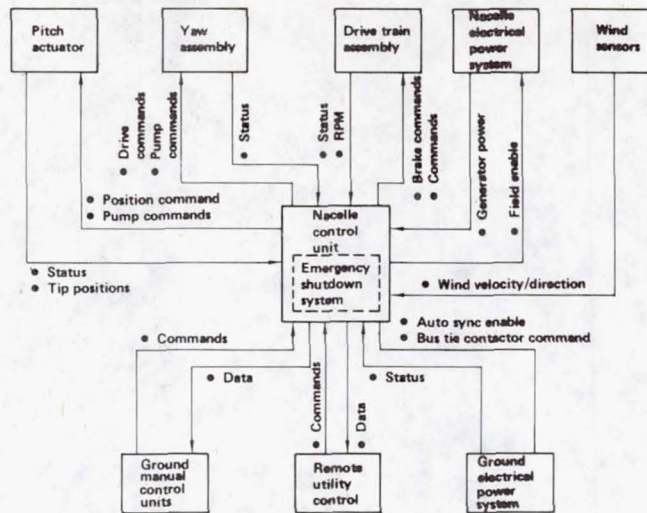 Pitch
actuator
Yaw
assembly
Drive train
assembly
Nacelle
electrical
power
system
Wind
sensors
• Drive
commands
• Pump
commands
• Status
• Status
• RPM
• Brake commands
• Commands
• Generator power
• Field enable
• Position command
• Pump commands
Nacelle
control
unit
Emergency
shutdown
system
• Status
• Tip positions
• Wind velocity/direction
• Auto sync enable
• Bus tie contactor command
• Commands
• Data
• Commands
• Data
• Status
Ground
manual
control
units
Remote
utility
control
Ground
electrical
power
system